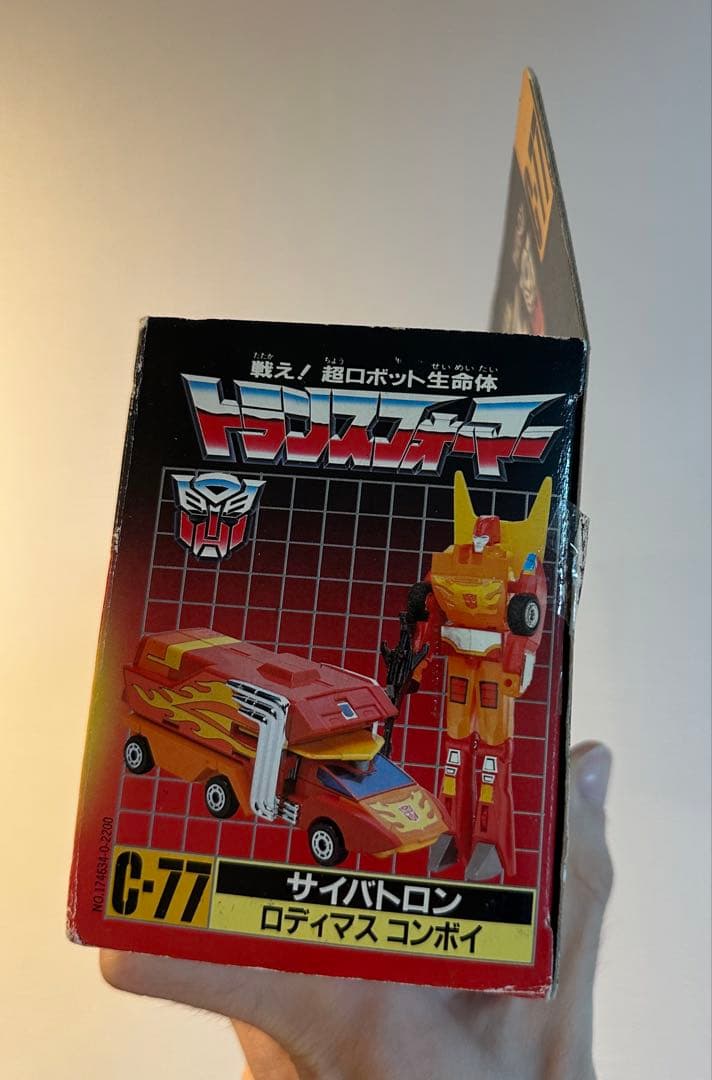 戦え！超ロボット生命体
トランスフォーマー
NO.174634-0-2200
C-77
サイバトロン
ロディマス コンボイ